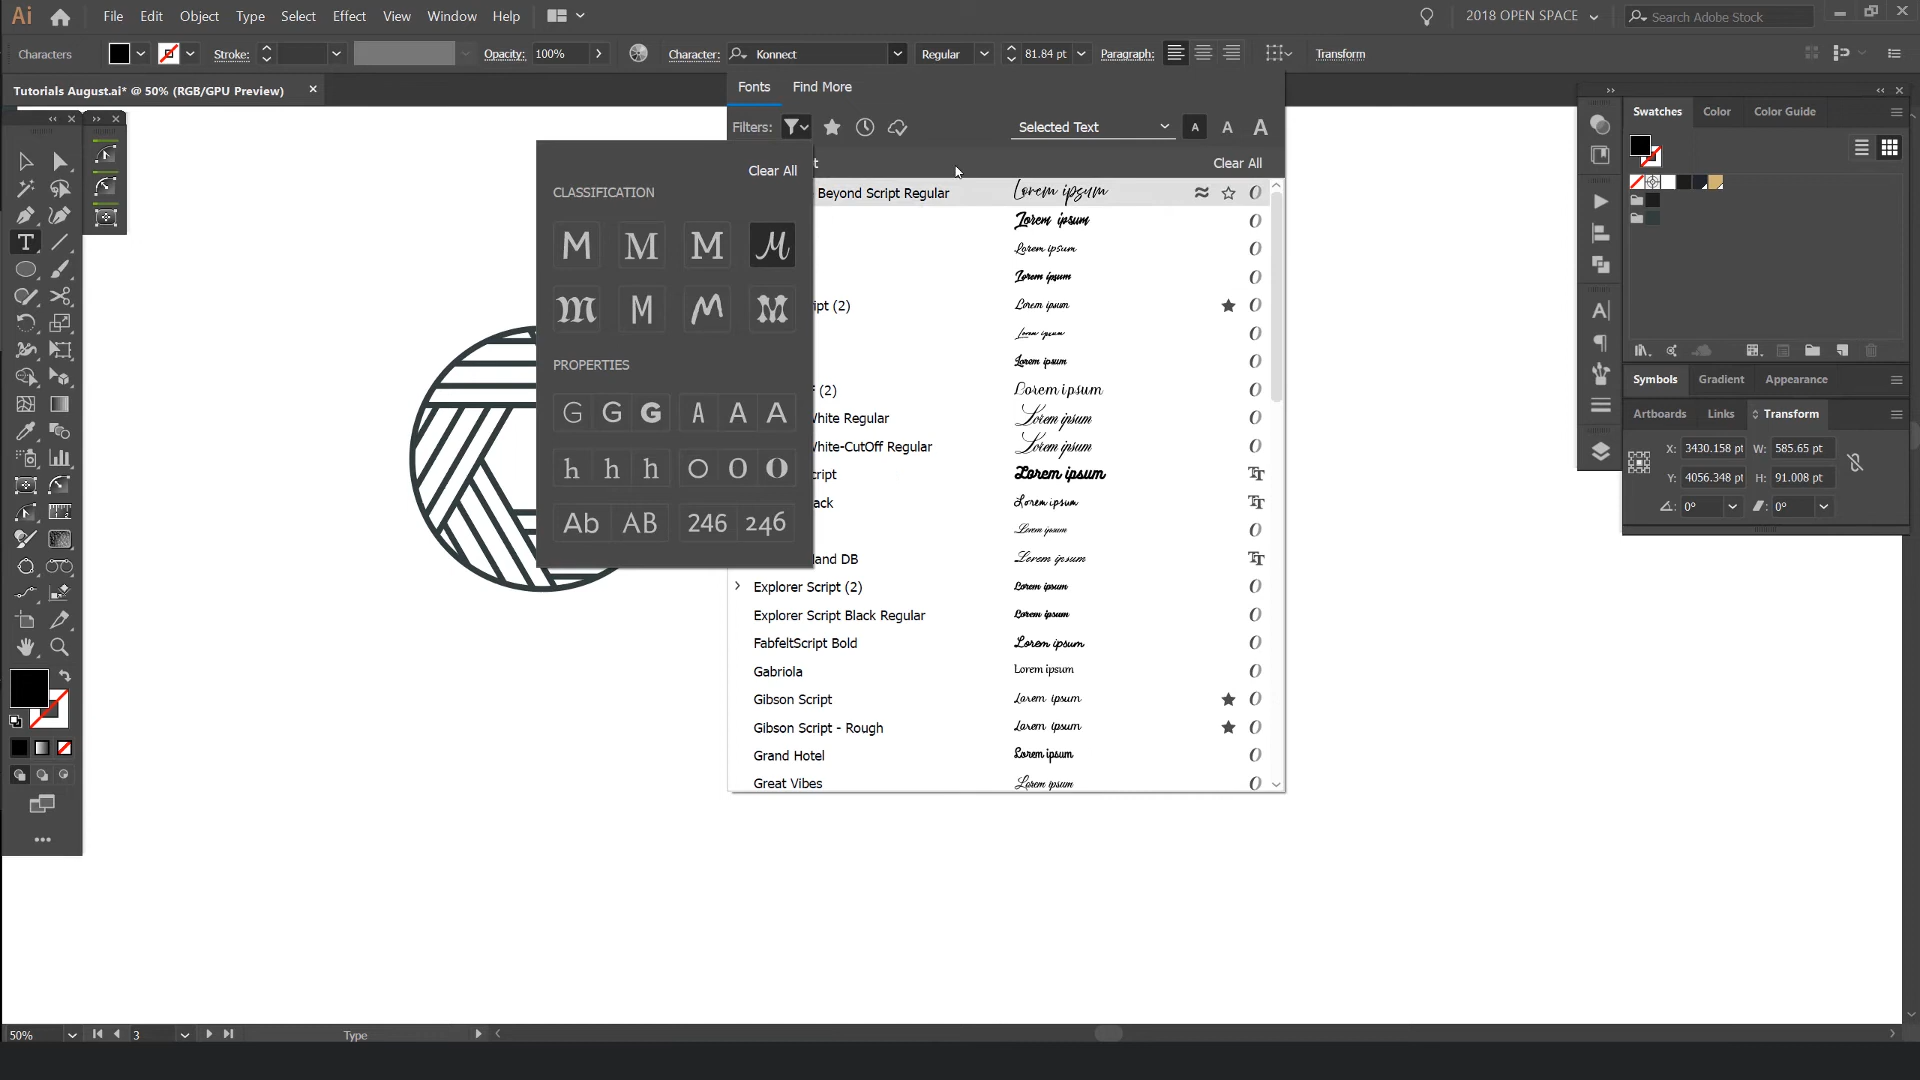 Ai File Edit Object Type Select Effect View Window Help 2018 OPEN SPACE Search Adobe Stock
Characters Stroke: Opacity: 100% Character: Konnect Regular 81.84 pt Paragraph: Transform
Tutorials August.ai* @ 50% (RGB/GPU Preview)
Fonts Find More
Filters: Selected Text A A A
t Clear All
Clear All
CLASSIFICATION
M M M M
M M M M
PROPERTIES
G G G A A A
h h h O O O
Ab AB 246 246
Beyond Script Regular Lorem ipsum
Lorem ipsum
Lorem ipsum
Lorem ipsum
ipt (2) Lorem ipsum
Lorem ipsum
Lorem ipsum
(2) Lorem ipsum
White Regular Lorem ipsum
White-CutOff Regular Lorem ipsum
cript Lorem ipsum
ack Lorem ipsum
Lorem ipsum
and DB Lorem ipsum
Explorer Script (2) Lorem ipsum
Explorer Script Black Regular Lorem ipsum
FabfeltScript Bold Lorem ipsum
Gabriola Lorem ipsum
Gibson Script Lorem ipsum
Gibson Script - Rough Lorem ipsum
Grand Hotel Lorem ipsum
Great Vibes Lorem ipsum
Swatches Color Color Guide
Symbols Gradient Appearance
Artboards Links Transform
X: 3430.158 pt W: 585.65 pt
Y: 4056.348 pt H: 91.008 pt
0° 0°
50% 3 Type